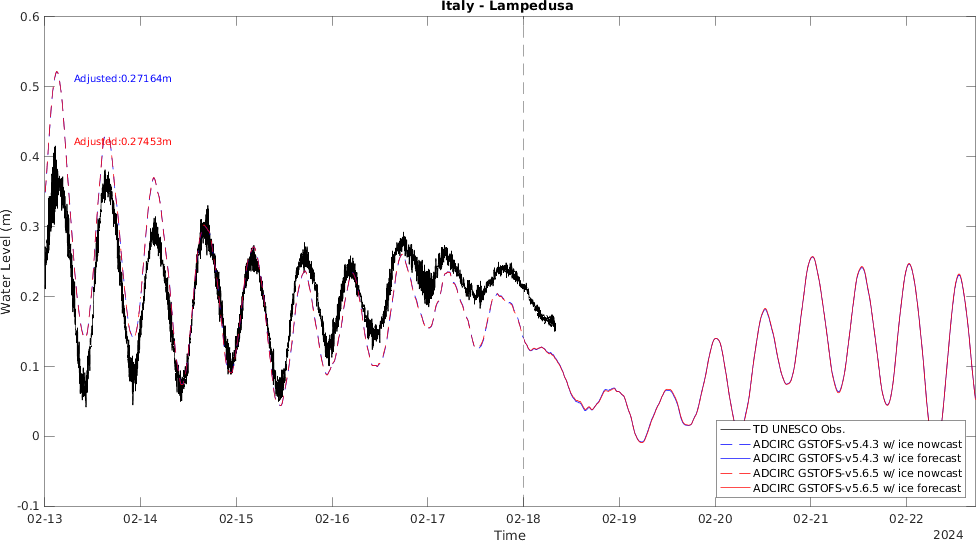 Italy - Lampedusa
0.6
0.5
0.4
0.3
0.2
0.1
0
-0.1
Water Level (m)
Adjusted:0.27164m
Adjusted:0.27453m
TD UNESCO Obs.
ADCIRC GSTOFS-v5.4.3 w/ ice nowcast
ADCIRC GSTOFS-v5.4.3 w/ ice forecast
ADCIRC GSTOFS-v5.6.5 w/ ice nowcast
ADCIRC GSTOFS-v5.6.5 w/ ice forecast
02-13 02-14 02-15 02-16 02-17 02-18 02-19 02-20 02-21 02-22
Time
2024